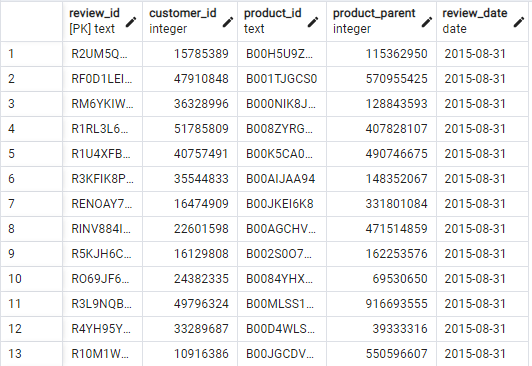 review_id customer_id product_id product_parent review_date
[PK] text integer text integer date
1 R2UM5Q... 15785389 B00H5U9Z... 115362950 2015-08-31
2 RF0D1LEI... 47910848 B001TJGCS0 570955425 2015-08-31
3 RM6YKIW... 36328996 B000NIK8J... 128843593 2015-08-31
4 R1RL3L6... 51785809 B008ZYRG... 407828107 2015-08-31
5 R1U4XFB... 40757491 B00K5CA0... 490746675 2015-08-31
6 R3KFIK8P... 35544833 B00AIJAA94 148352067 2015-08-31
7 RENOAY7... 16474909 B00JKEI6K8 331801084 2015-08-31
8 RINV884I... 22601598 B00AGCHV... 471514859 2015-08-31
9 R5KJH6C... 16129808 B002S0O7... 162253576 2015-08-31
10 RO69JF6... 24382335 B0084YHX... 69530650 2015-08-31
11 R3L9NQB... 49796324 B00MLSS1... 916693555 2015-08-31
12 R4YH95Y... 33289687 B00D4WLS... 39333316 2015-08-31
13 R10M1W... 10916386 B00JGCDV... 550596607 2015-08-31